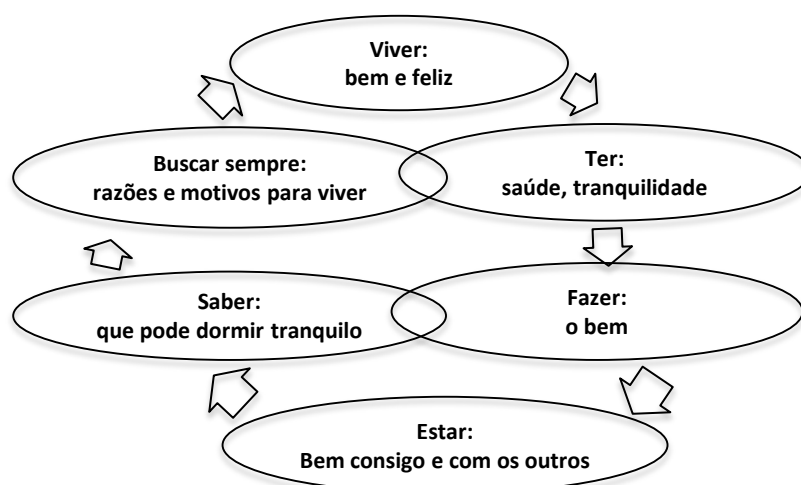 Viver:
bem e feliz
Buscar sempre:
razões e motivos para viver
Ter:
saúde, tranquilidade
Saber:
que pode dormir tranquilo
Fazer:
o bem
Estar:
Bem consigo e com os outros